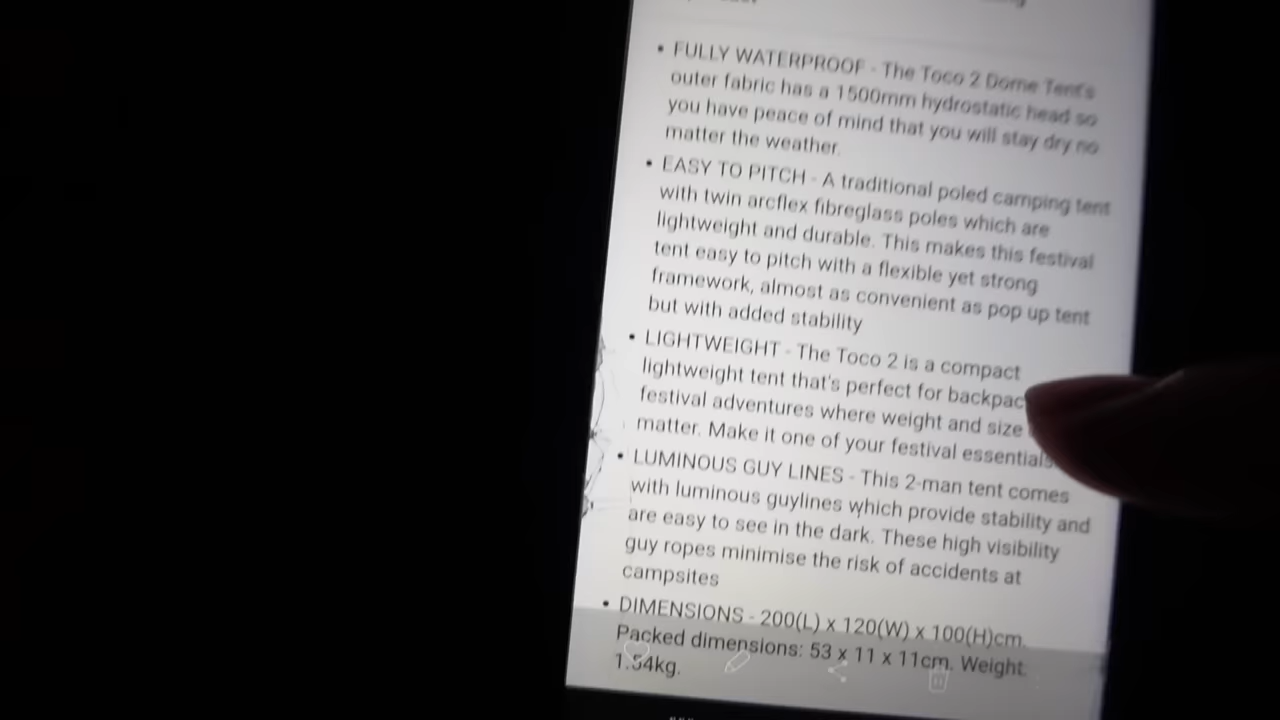 • FULLY WATERPROOF - The Toco 2 Dome Tent's
outer fabric has a 1500mm hydrostatic head so
you have peace of mind that you will stay dry no
matter the weather.
• EASY TO PITCH - A traditional poled camping tent
with twin arcflex fibreglass poles which are
lightweight and durable. This makes this festival
tent easy to pitch with a flexible yet strong
framework, almost as convenient as pop up tent
but with added stability
• LIGHTWEIGHT - The Toco 2 is a compact
lightweight tent that's perfect for backpac
festival adventures where weight and size
matter. Make it one of your festival essentials
• LUMINOUS GUY LINES - This 2-man tent comes
with luminous guylines which provide stability and
are easy to see in the dark. These high visibility
guy ropes minimise the risk of accidents at
campsites
• DIMENSIONS - 200(L) x 120(W) x 100(H)cm.
Packed dimensions: 53 x 11 x 11cm. Weight:
1.54kg.